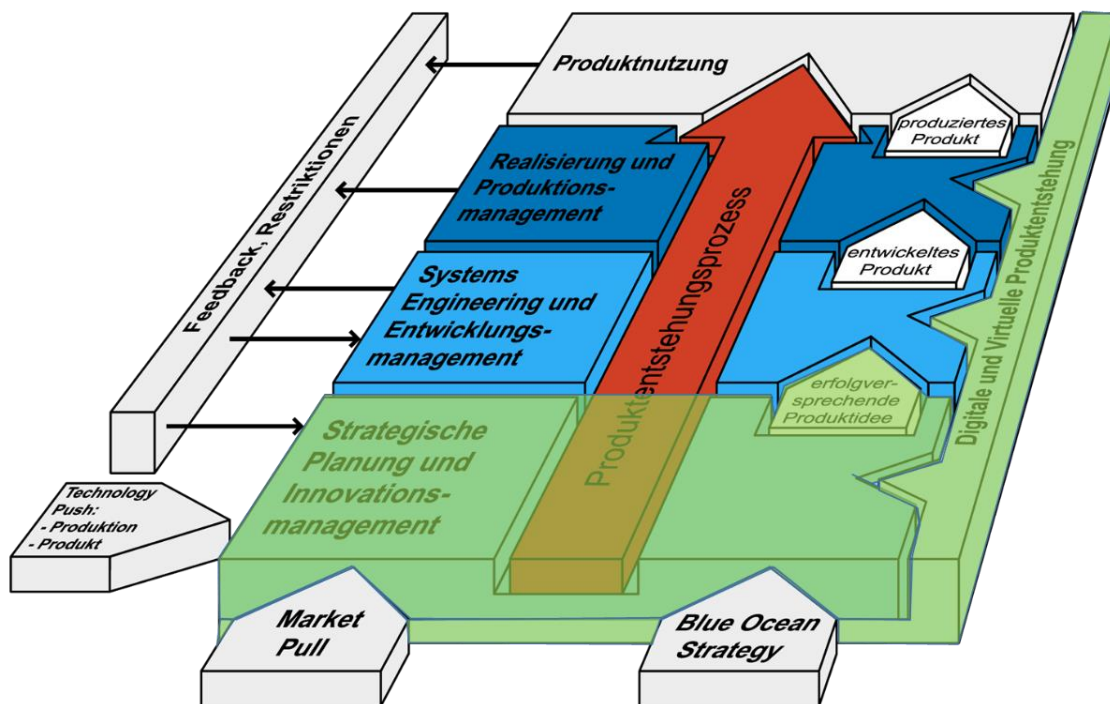 Produktnutzung
produziertes
Produkt
Feedback, Restriktionen
Realisierung und
Produktions-
management
Produktentstehungsprozess
Digitale und Virtuelle Produktentstehung
entwickeltes
Produkt
Systems
Engineering und
Entwicklungs-
management
erfolgver-
sprechende
Produktidee
Strategische
Planung und
Innovations-
management
Technology
Push:
- Produktion
- Produkt
Market
Pull
Blue Ocean
Strategy